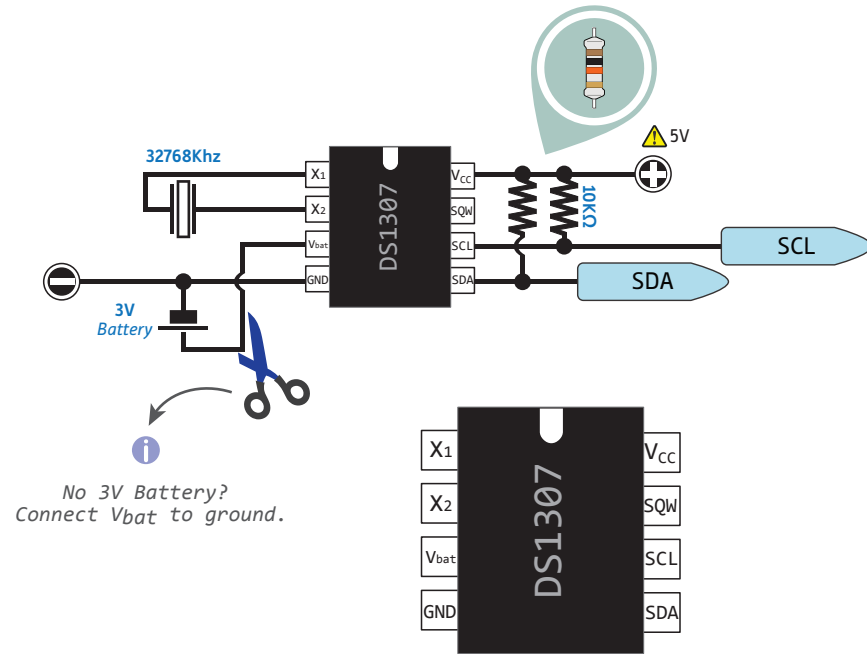 32768Khz
5V
X1
X2
Vbat
GND
DS1307
VCC
SQW
SCL
SDA
10KΩ
SCL
SDA
3V
Battery
i
No 3V Battery?
Connect Vbat to ground.
X1
X2
Vbat
GND
DS1307
VCC
SQW
SCL
SDA